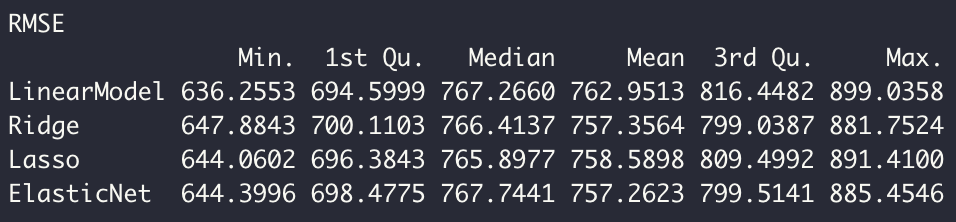 RMSE
Min. 1st Qu. Median Mean 3rd Qu. Max.
LinearModel 636.2553 694.5999 767.2660 762.9513 816.4482 899.0358
Ridge 647.8843 700.1103 766.4137 757.3564 799.0387 881.7524
Lasso 644.0602 696.3843 765.8977 758.5898 809.4992 891.4100
ElasticNet 644.3996 698.4775 767.7441 757.2623 799.5141 885.4546